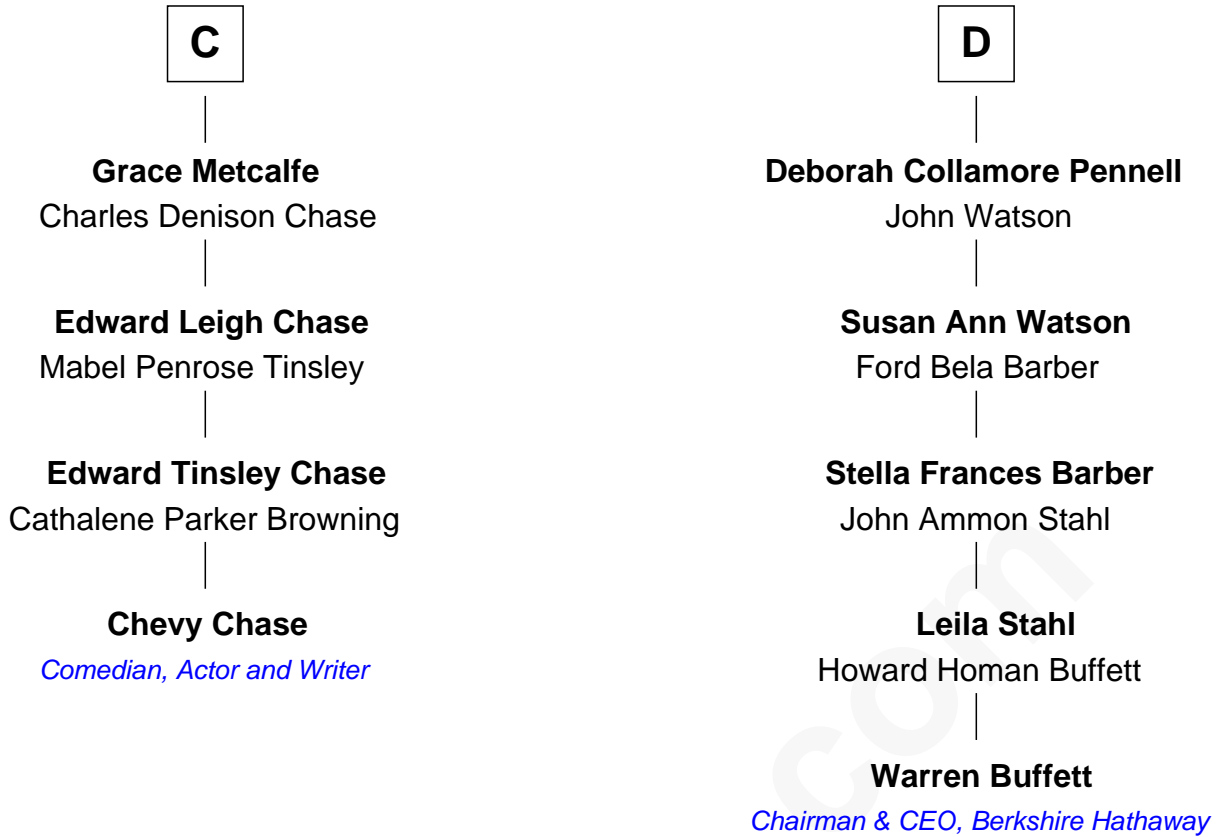 C
Grace Metcalfe
Charles Denison Chase
Edward Leigh Chase
Mabel Penrose Tinsley
Edward Tinsley Chase
Cathalene Parker Browning
Chevy Chase
Comedian, Actor and Writer
D
Deborah Collamore Pennell
John Watson
Susan Ann Watson
Ford Bela Barber
Stella Frances Barber
John Ammon Stahl
Leila Stahl
Howard Homan Buffett
Warren Buffett
Chairman & CEO, Berkshire Hathaway
com